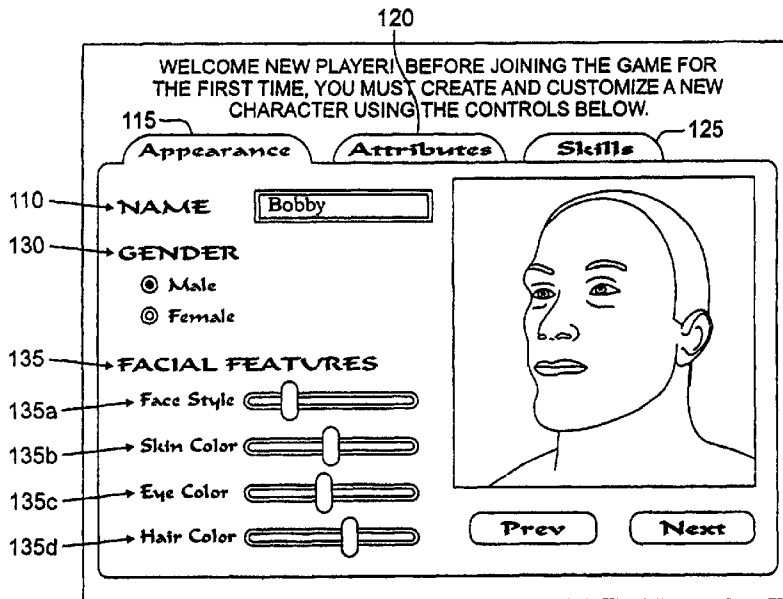 120
WELCOME NEW PLAYER! BEFORE JOINING THE GAME FOR
THE FIRST TIME, YOU MUST CREATE AND CUSTOMIZE A NEW
CHARACTER USING THE CONTROLS BELOW.
115
125
Appearance Attributes Skills
110 NAME Bobby
130 GENDER
Male
Female
135 FACIAL FEATURES
135a Face Style
135b Skin Color
135c Eye Color
135d Hair Color
Prev Next